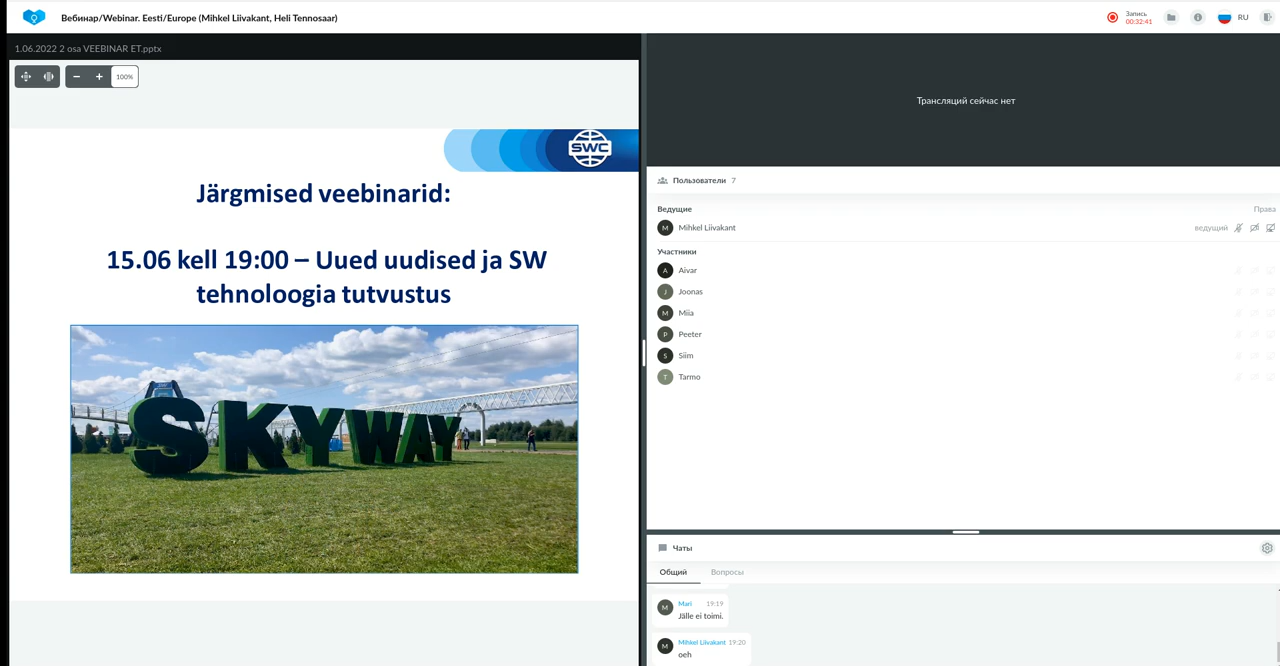 Вебинар/Webinar. Eesti/Europe (Mihkel Liivakant, Heli Tennosaar)
Запись
00:32:41
RU
1.06.2022 2 osa VEEBINAR ET.pptx
100%
SWC
Järgmised veebinarid:
15.06 kell 19:00 – Uued uudised ja SW
tehnoloogia tutvustus
SKYWAY
Трансляций сейчас нет
Пользователи 7
Ведущие Права
M Mihkel Liivakant ведущий
Участники
A Aivar
J Joonas
M Miia
P Peeter
S Siim
T Tarmo
Чаты
Общий Вопросы
M Mari 19:19
Jälle ei toimi.
M Mihkel Liivakant 19:20
oeh